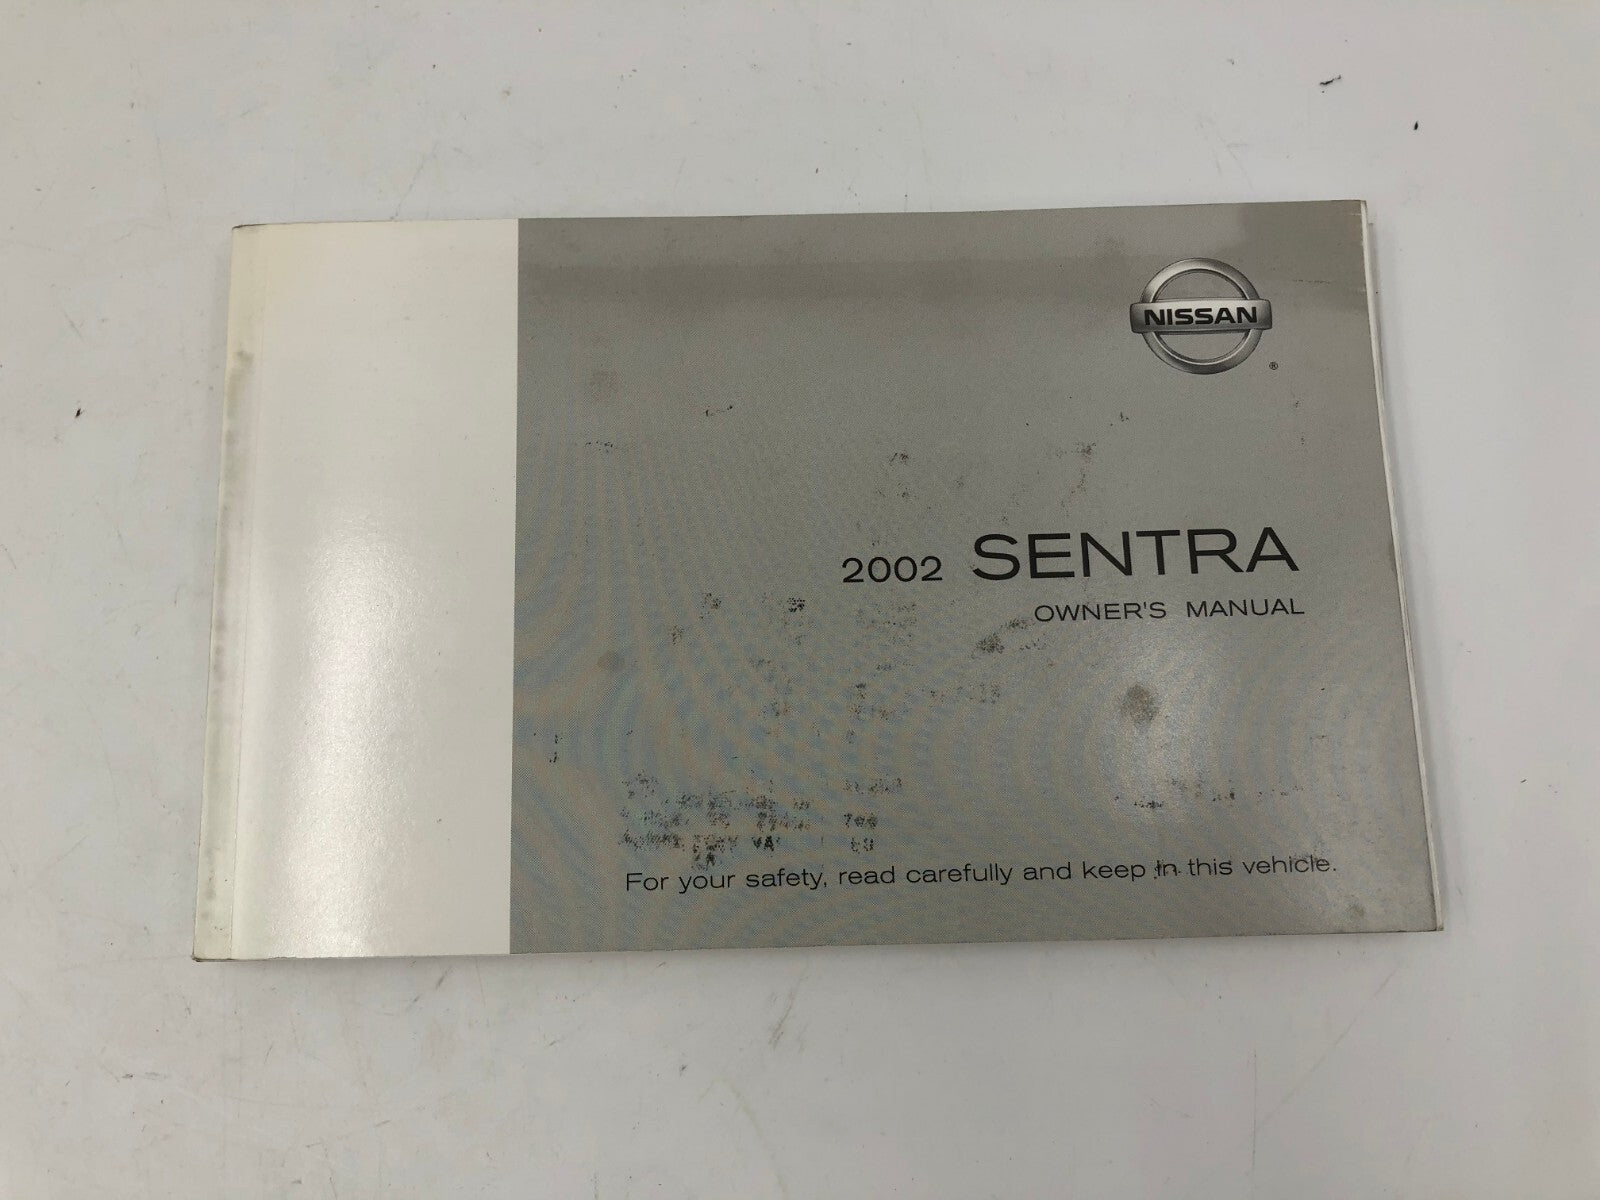 NISSAN
®
2002 SENTRA
OWNER'S MANUAL
For your safety, read carefully and keep in this vehicle.